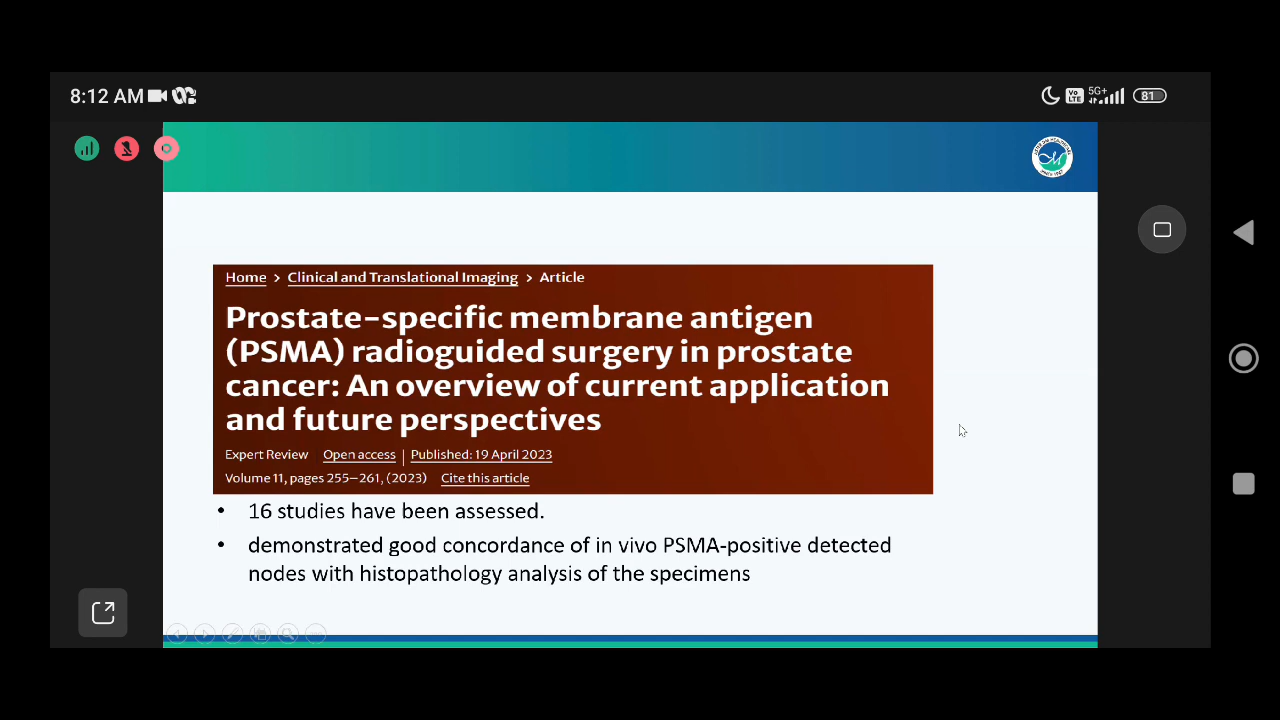 8:12 AM
Vo LTE 5G+ 81
Home > Clinical and Translational Imaging > Article
Prostate-specific membrane antigen
(PSMA) radioguided surgery in prostate
cancer: An overview of current application
and future perspectives
Expert Review Open access | Published: 19 April 2023
Volume 11, pages 255–261, (2023) Cite this article
• 16 studies have been assessed.
• demonstrated good concordance of in vivo PSMA-positive detected
nodes with histopathology analysis of the specimens